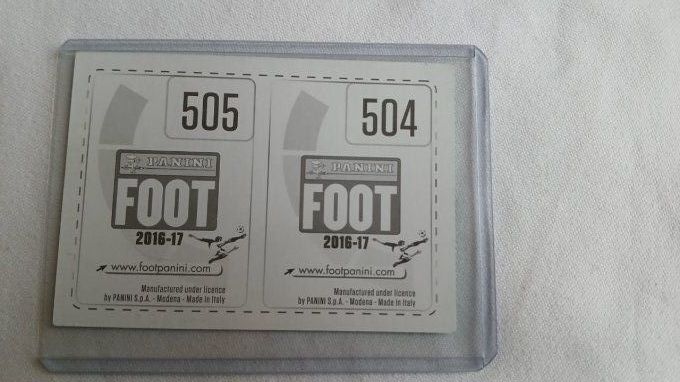 505
PANINI
FOOT
2016-17
www.footpanini.com
Manufactured under licence
by PANINI S.p.A. - Modena - Made in Italy
504
PANINI
FOOT
2016-17
www.footpanini.com
Manufactured under licence
by PANINI S.p.A. - Modena - Made in Italy